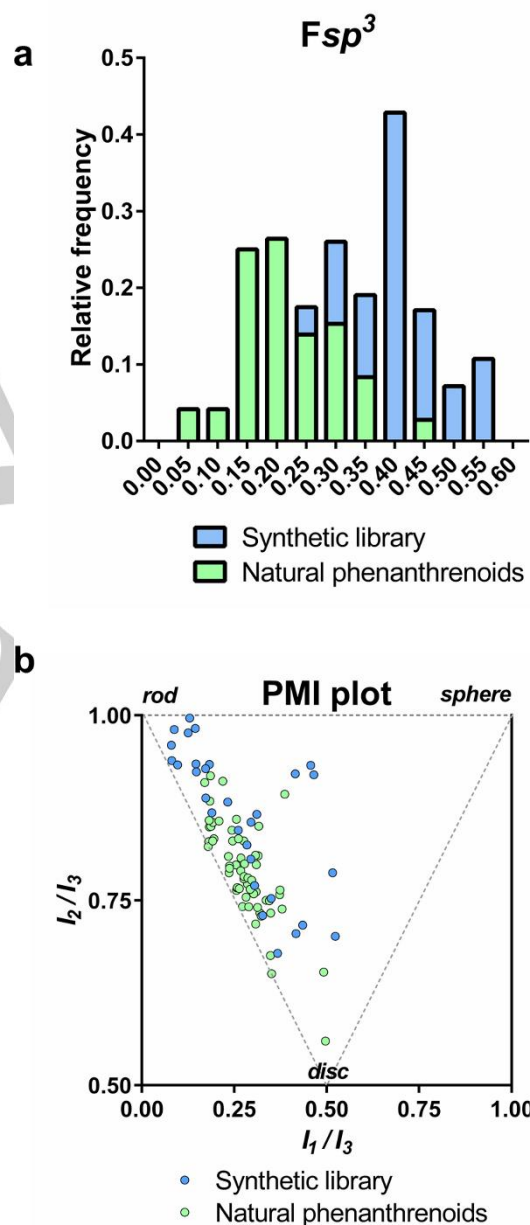 a
Fsp³
Relative frequency
0.5
0.4
0.3
0.2
0.1
0.0
0.00 0.05 0.10 0.15 0.20 0.25 0.30 0.35 0.40 0.45 0.50 0.55 0.60
Synthetic library
Natural phenanthrenoids
b
PMI plot
rod
sphere
1.00
0.75
0.50
I₂ / I₃
disc
0.00 0.25 0.50 0.75 1.00
I₁ / I₃
Synthetic library
Natural phenanthrenoids